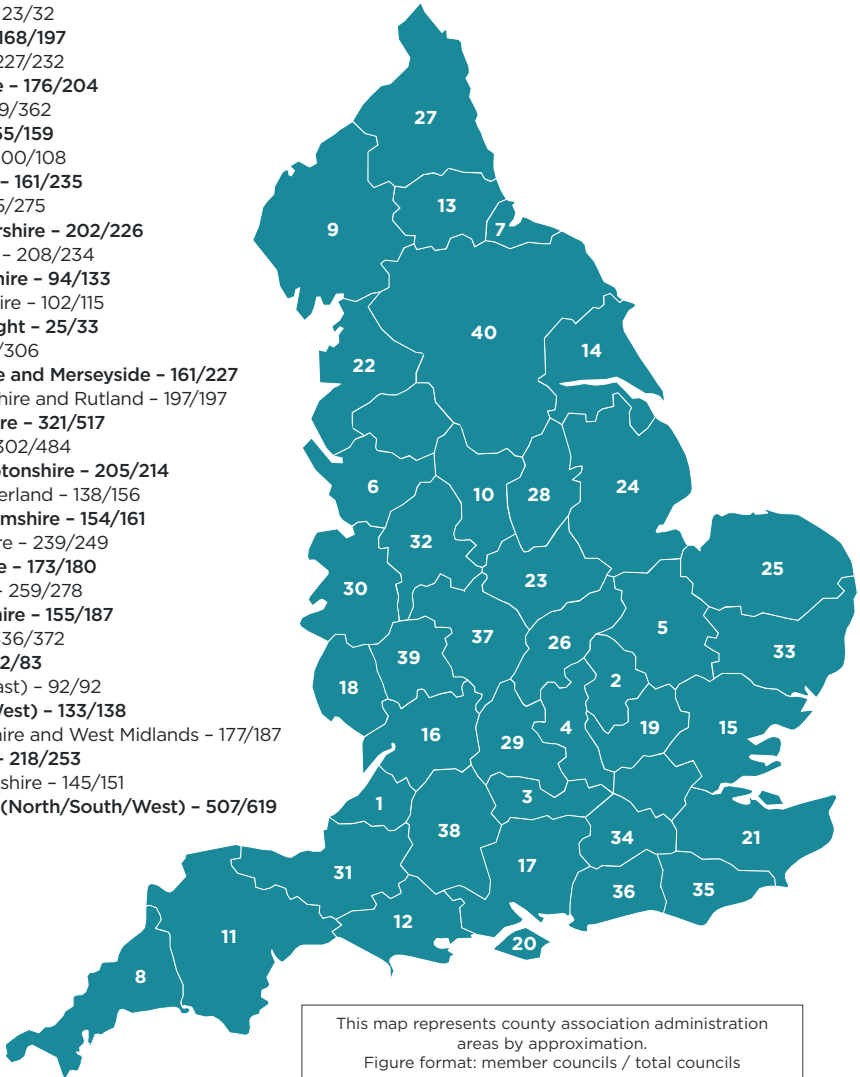 23/32
168/197
227/232
e – 176/204
9/362
55/159
00/108
– 161/235
5/275
rshire – 202/226
– 208/234
hire – 94/133
ire – 102/115
ght – 25/33
/306
e and Merseyside – 161/227
hire and Rutland – 197/197
re – 321/517
302/484
ptonshire – 205/214
erland – 138/156
mshire – 154/161
re – 239/249
e – 173/180
– 259/278
hire – 155/187
336/372
2/83
ast) – 92/92
West) – 133/138
hire and West Midlands – 177/187
– 218/253
shire – 145/151
(North/South/West) – 507/619
27
13
7
9
40
14
22
6
10
28
24
32
23
25
30
5
37
26
39
33
2
18
19
15
16
29
4
1
3
38
34
21
31
17
36
35
12
11
20
8
This map represents county association administration
areas by approximation.
Figure format: member councils / total councils